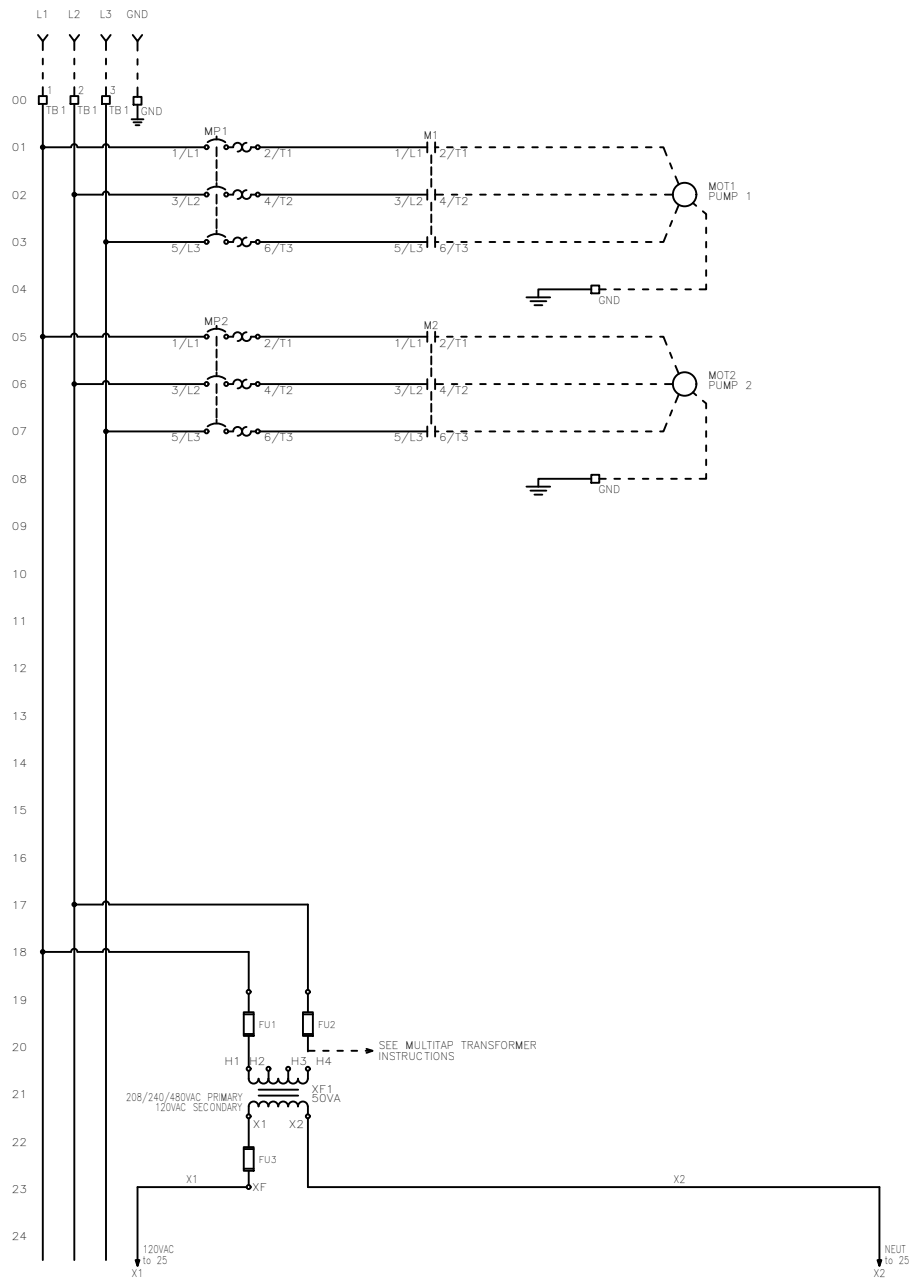 L1 L2 L3 GND
00
1 2 3
TB1 TB1 TB1 GND
MP1 M1
01
1/L1 2/T1 1/L1 2/T1
02
3/L2 4/T2 3/L2 4/T2
MOT1
PUMP 1
03
5/L3 6/T3 5/L3 6/T3
04
GND
MP2 M2
05
1/L1 2/T1 1/L1 2/T1
06
3/L2 4/T2 3/L2 4/T2
MOT2
PUMP 2
07
5/L3 6/T3 5/L3 6/T3
08
GND
09
10
11
12
13
14
15
16
17
18
19
FU1 FU2
20
SEE MULTITAP TRANSFORMER
INSTRUCTIONS
H1 H2 H3 H4
21
208/240/480VAC PRIMARY
120VAC SECONDARY
XF1
50VA
X1 X2
22
FU3
23
X1 XF X2
24
120VAC
to 25
X1
NEUT
to 25
X2